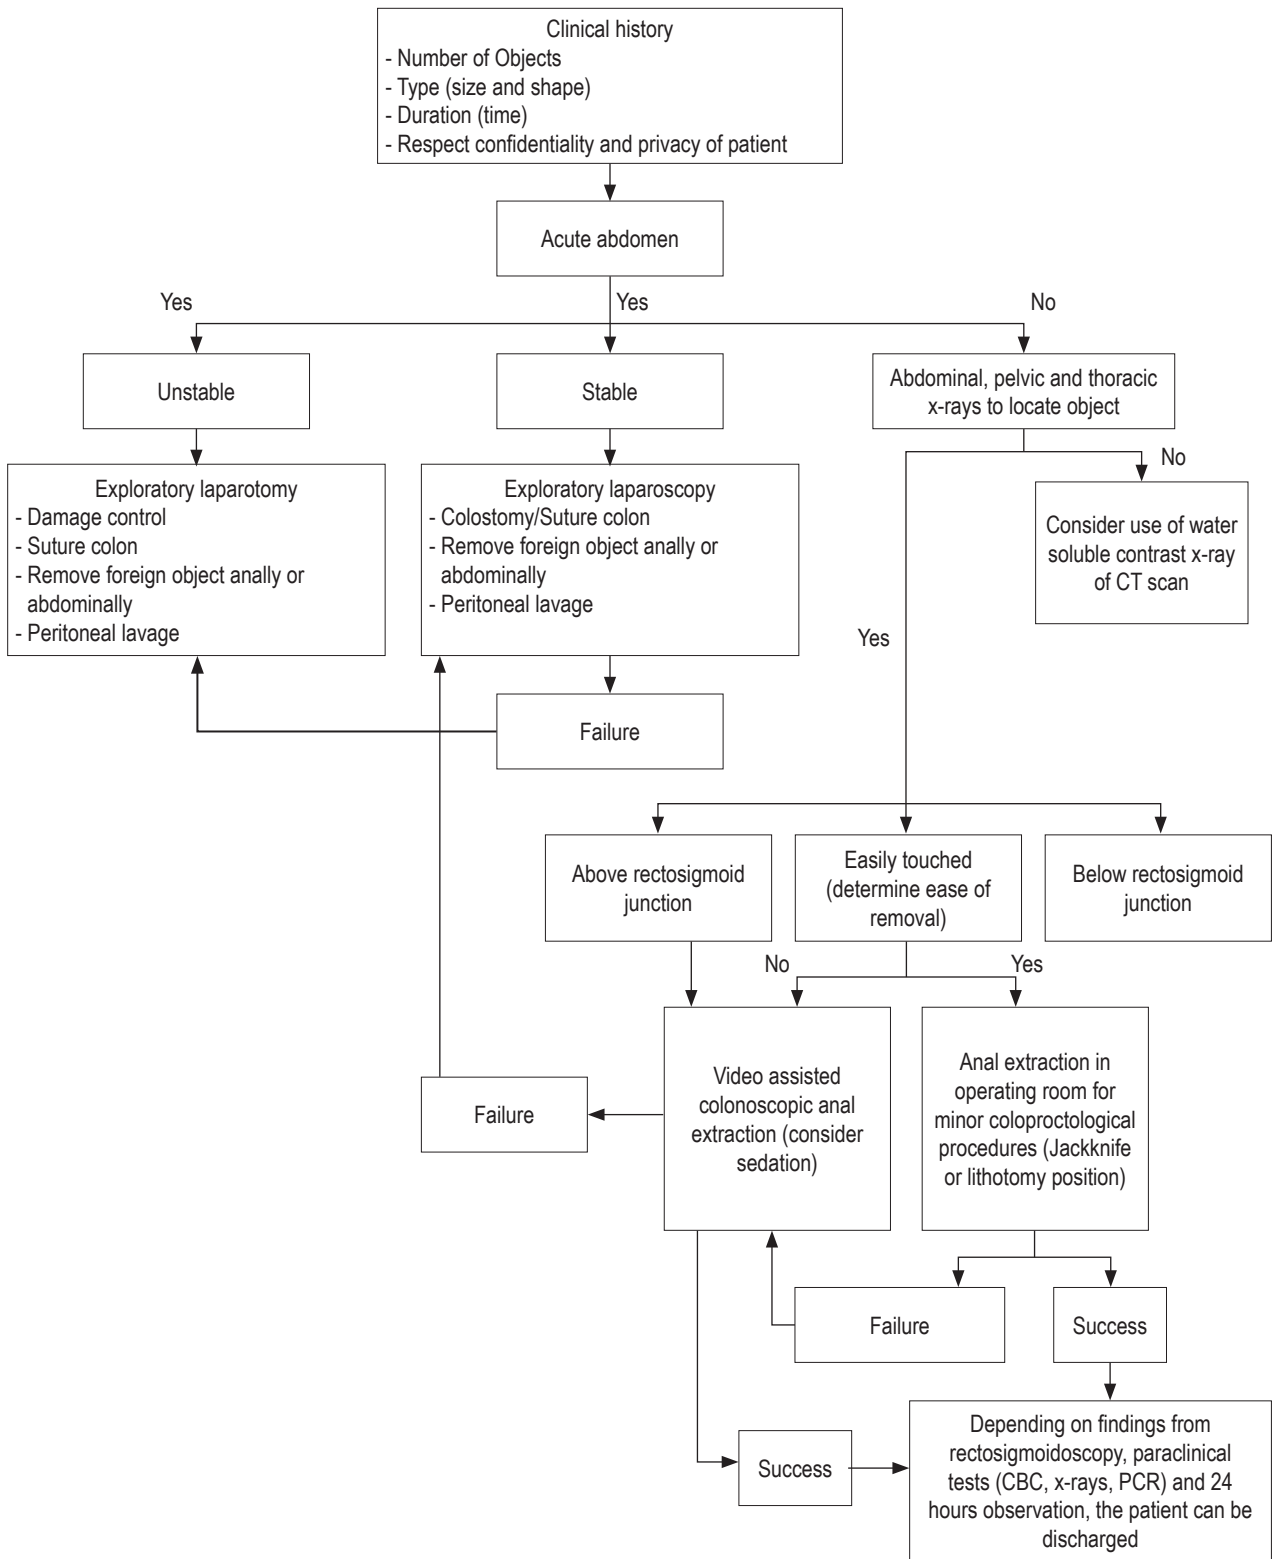 Clinical history
- Number of Objects
- Type (size and shape)
- Duration (time)
- Respect confidentiality and privacy of patient
Acute abdomen
Yes
Yes
No
Unstable
Stable
Abdominal, pelvic and thoracic
x-rays to locate object
Exploratory laparotomy
- Damage control
- Suture colon
- Remove foreign object anally or
abdominally
- Peritoneal lavage
Exploratory laparoscopy
- Colostomy/Suture colon
- Remove foreign object anally or
abdominally
- Peritoneal lavage
No
Consider use of water
soluble contrast x-ray
of CT scan
Yes
Failure
Above rectosigmoid
junction
Easily touched
(determine ease of
removal)
Below rectosigmoid
junction
No
Yes
Failure
Video assisted
colonoscopic anal
extraction (consider
sedation)
Anal extraction in
operating room for
minor coloproctological
procedures (Jackknife
or lithotomy position)
Failure
Success
Success
Depending on findings from
rectosigmoidoscopy, paraclinical
tests (CBC, x-rays, PCR) and 24
hours observation, the patient can be
discharged